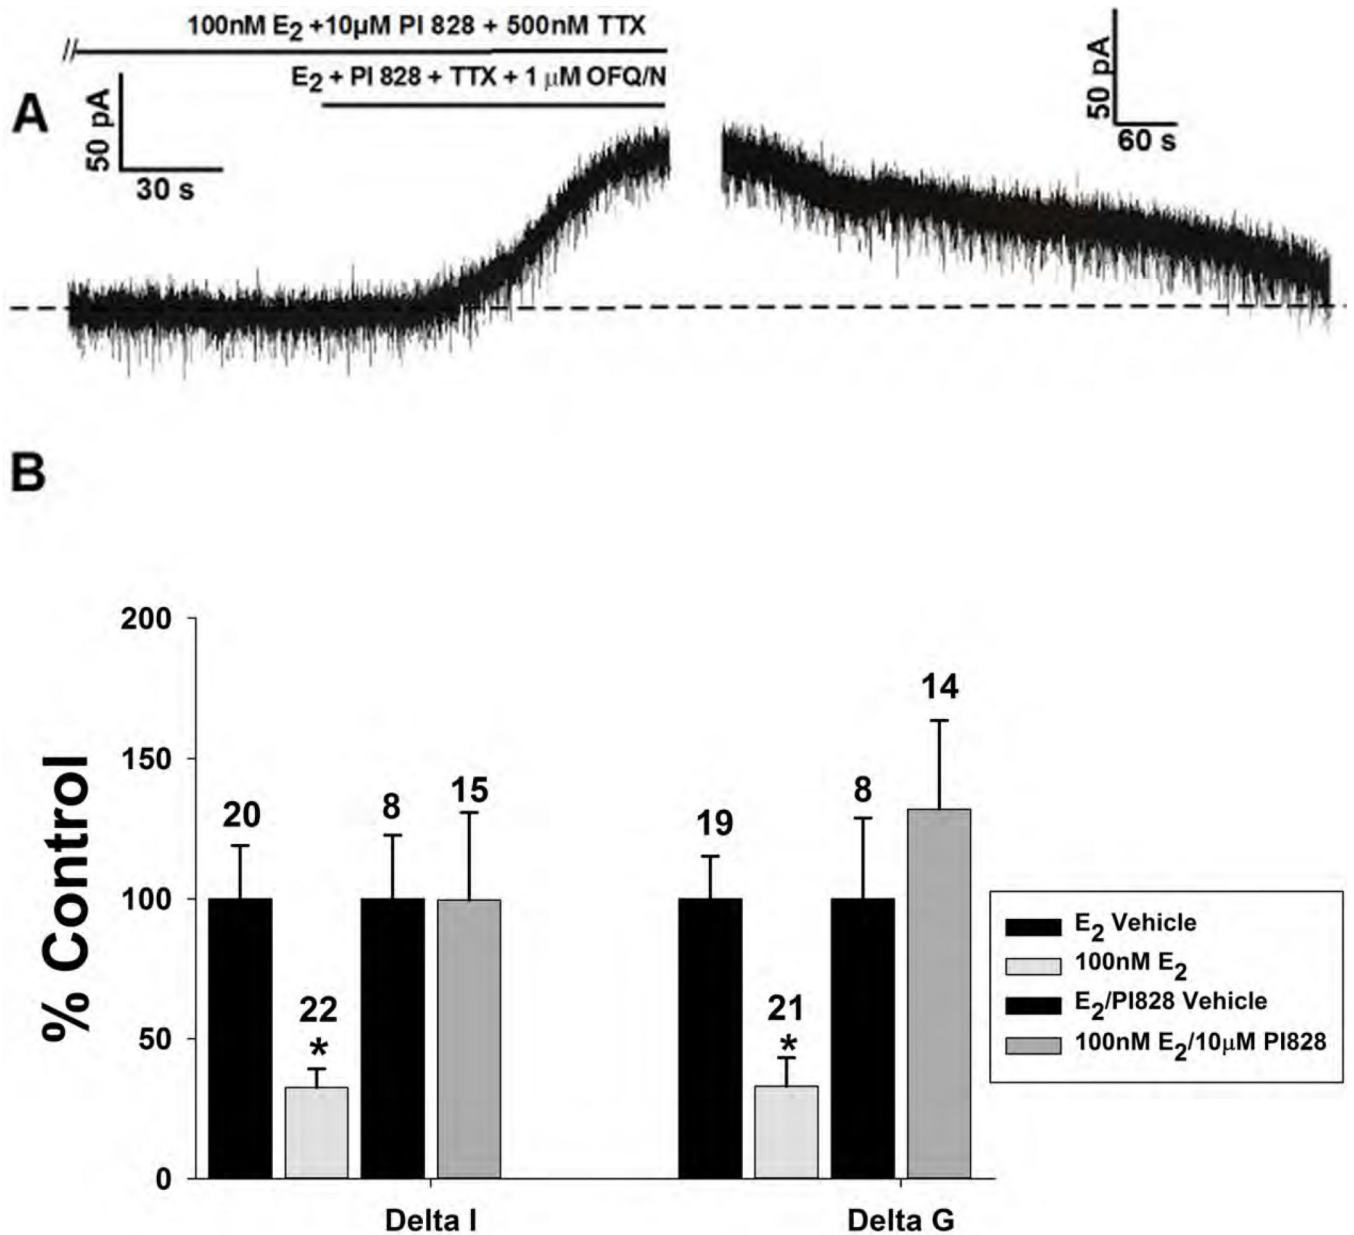 100nM E2 +10µM PI 828 + 500nM TTX
E2 + PI 828 + TTX + 1 µM OFQ/N
A
50 pA
30 s
50 pA
60 s
B
% Control
200
150
100
50
0
20
22
*
8
15
19
21
*
8
14
Delta I
Delta G
E2 Vehicle
100nM E2
E2/PI828 Vehicle
100nM E2/10µM PI828